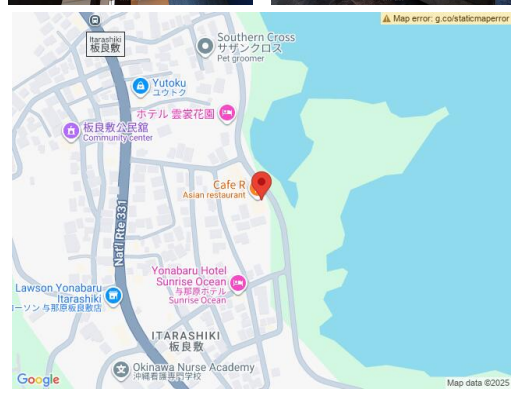 Map error: g.co/staticmaperror
Itarashiki
板良敷
Southern Cross
サザンクロス
Pet groomer
Yutoku
ユウトク
ホテル 雲裳花園
板良敷公民館
Community center
Cafe R
Asian restaurant
Nat'l Rte 331
Yonabaru Hotel
Sunrise Ocean
与那原ホテル
Sunrise Ocean
Lawson Yonabaru
Itarashiki
ーソン 与那原板良敷店
ITARASHIKI
板良敷
Okinawa Nurse Academy
沖縄看護専門学校
Google
Map data ©2025